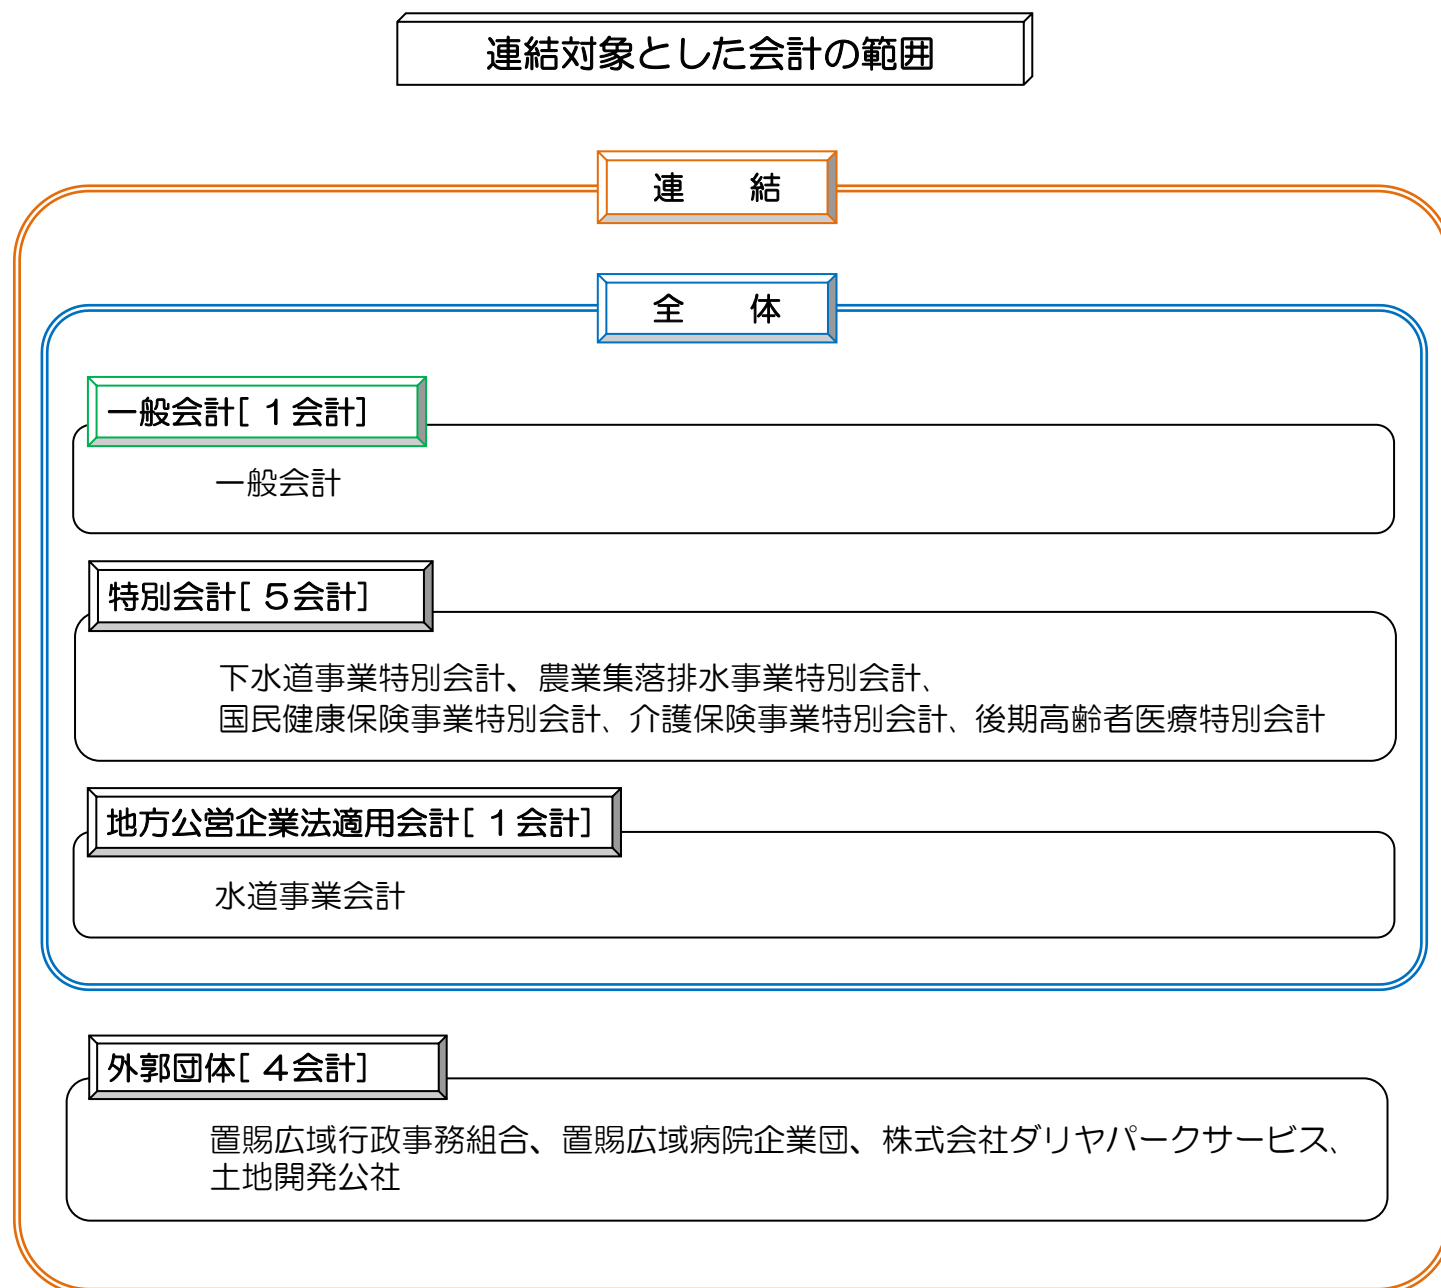 連結対象とした会計の範囲
連　　結
全　　体
一般会計[ 1会計]
一般会計
特別会計[ 5会計]
下水道事業特別会計、農業集落排水事業特別会計、
国民健康保険事業特別会計、介護保険事業特別会計、後期高齢者医療特別会計
地方公営企業法適用会計[ 1会計]
水道事業会計
外郭団体[ 4会計]
置賜広域行政事務組合、置賜広域病院企業団、株式会社ダリヤパークサービス、
土地開発公社